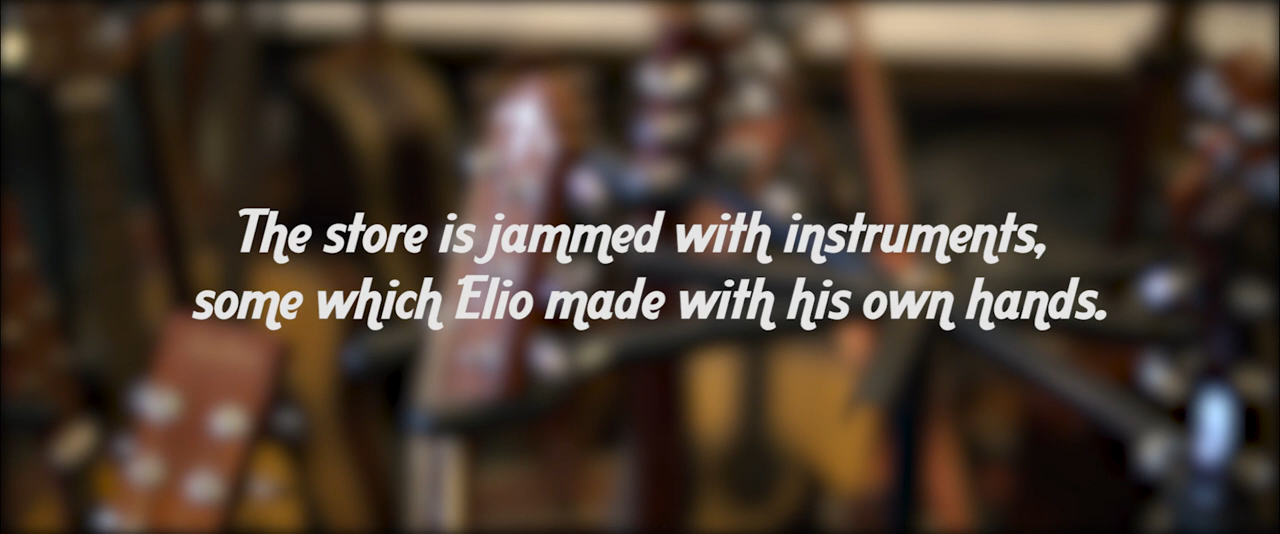 The store is jammed with instruments,
some which Elio made with his own hands.